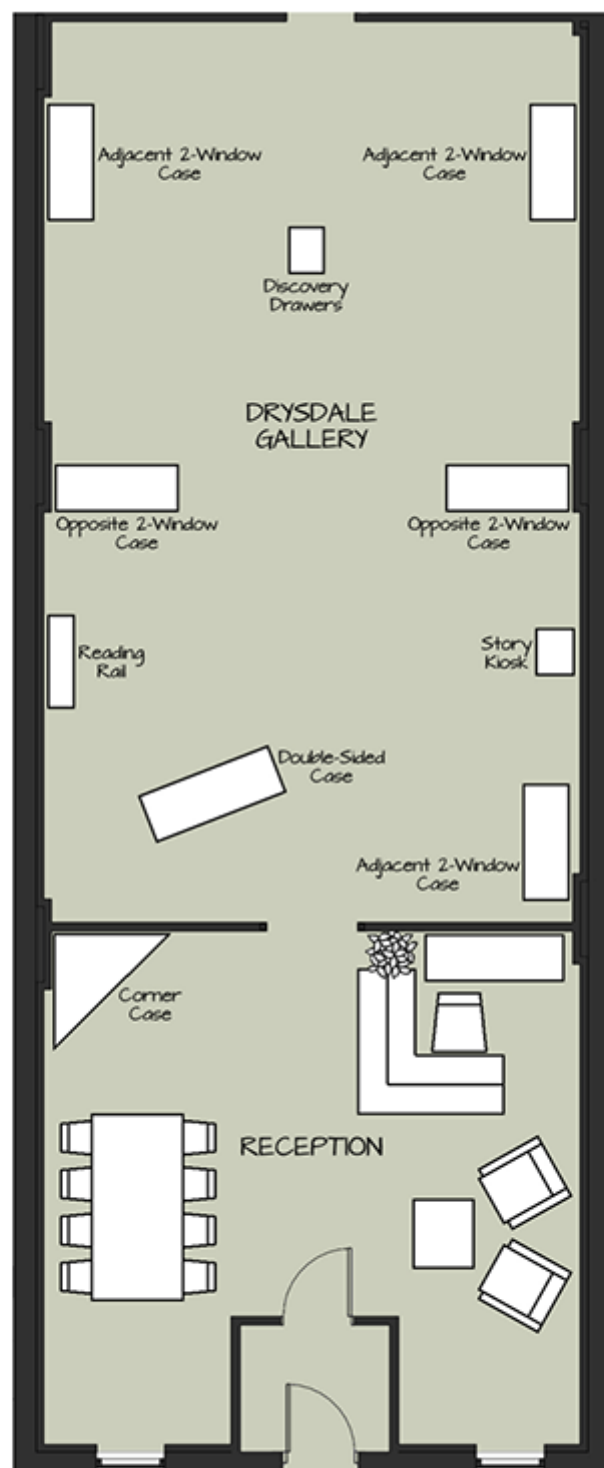 Adjacent 2-Window
Case
Adjacent 2-Window
Case
Discovery
Drawers
DRYSDALE
GALLERY
Opposite 2-Window
Case
Opposite 2-Window
Case
Reading
Rail
Story
Kiosk
Double-Sided
Case
Adjacent 2-Window
Case
Corner
Case
RECEPTION